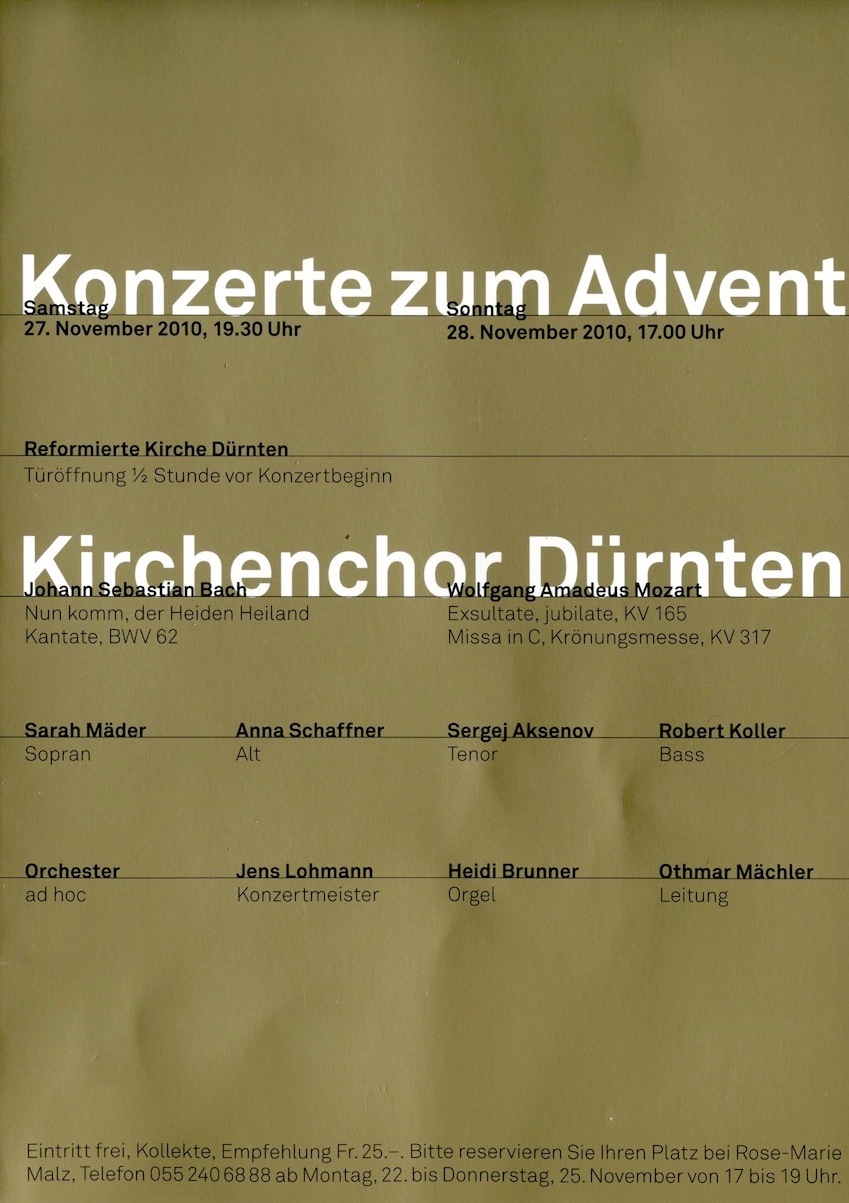 Konzerte zum Advent
Samstag
27. November 2010, 19.30 Uhr
Sonntag
28. November 2010, 17.00 Uhr
Reformierte Kirche Dürnten
Türöffnung ½ Stunde vor Konzertbeginn
Kirchenchor Dürnten
Johann Sebastian Bach
Nun komm, der Heiden Heiland
Kantate, BWV 62
Wolfgang Amadeus Mozart
Exsultate, jubilate, KV 165
Missa in C, Krönungsmesse, KV 317
Sarah Mäder
Sopran
Anna Schaffner
Alt
Sergej Aksenov
Tenor
Robert Koller
Bass
Orchester
ad hoc
Jens Lohmann
Konzertmeister
Heidi Brunner
Orgel
Othmar Mächler
Leitung
Eintritt frei, Kollekte, Empfehlung Fr. 25.–. Bitte reservieren Sie Ihren Platz bei Rose-Marie
Malz, Telefon 055 240 68 88 ab Montag, 22. bis Donnerstag, 25. November von 17 bis 19 Uhr.